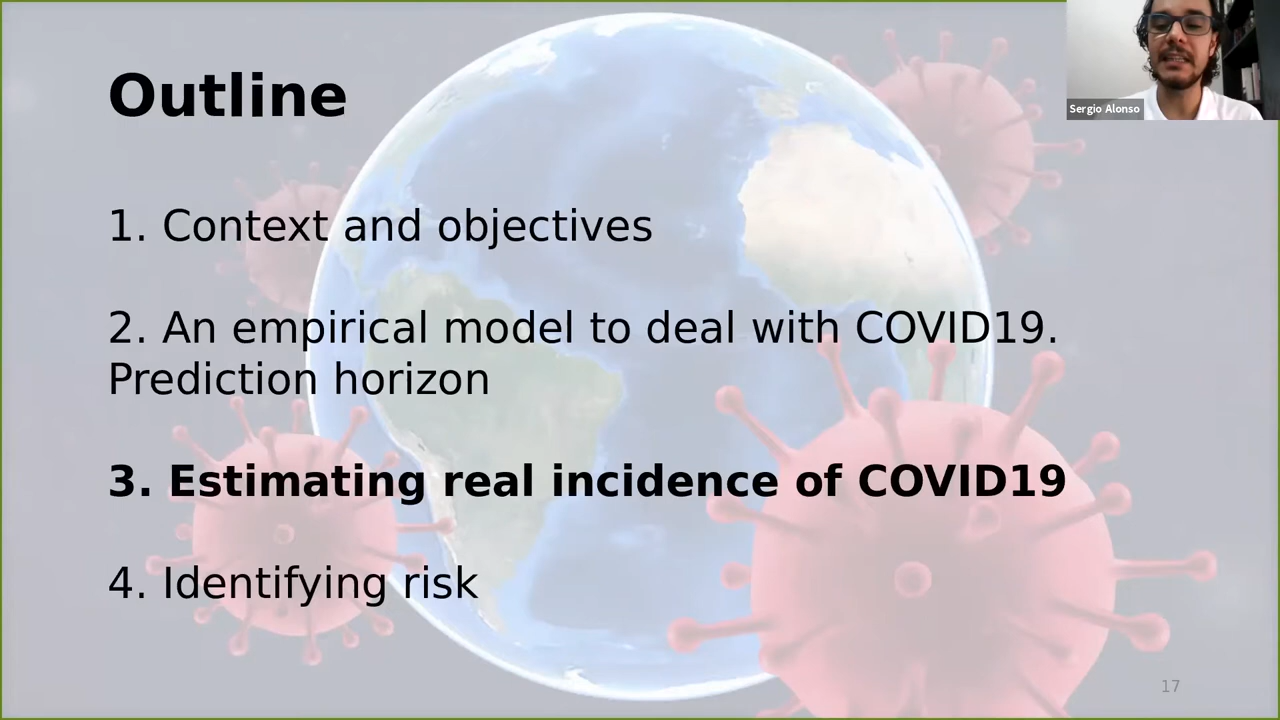 Outline
Sergio Alonso
1. Context and objectives
2. An empirical model to deal with COVID19.
Prediction horizon
3. Estimating real incidence of COVID19
4. Identifying risk
17